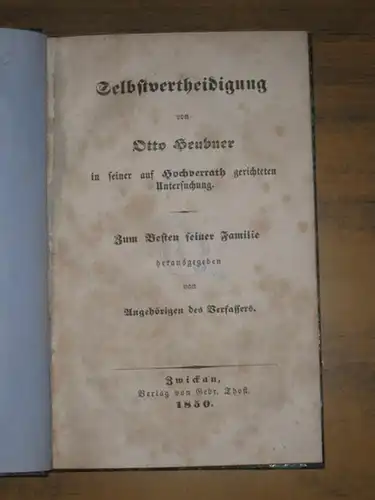 Selbstvertheidigung
von
Otto Heubner
in seiner auf Hochverrath gerichteten
Untersuchung.
Zum Besten seiner Familie
herausgegeben
von
Angehörigen des Verfassers.
Zwickau,
Verlag von Gebr. Thost.
1850.